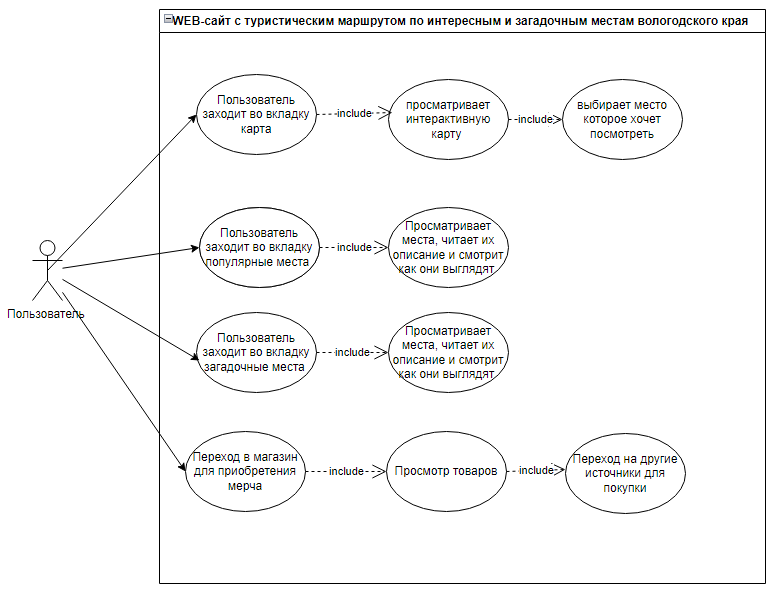 WEB-сайт с туристическим маршрутом по интересным и загадочным местам вологодского края
Пользователь
заходит во вкладку
карта
include
просматривает
интерактивную
карту
include
выбирает место
которое хочет
посмотреть
Пользователь
заходит во вкладку
популярные места
include
Просматривает
места, читает их
описание и смотрит
как они выглядят
Пользователь
Пользователь
заходит во вкладку
загадочные места
include
Просматривает
места, читает их
описание и смотрит
как они выглядят
Переход в магазин
для приобретения
мерча
include
Просмотр товаров
include
Переход на другие
источники для
покупки